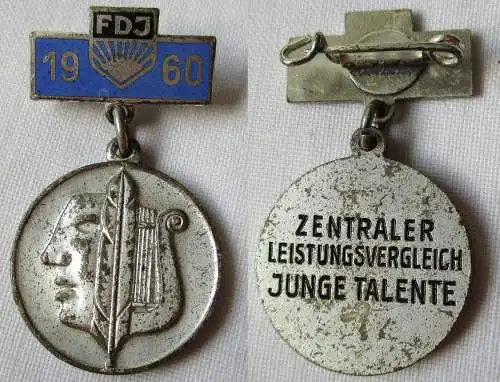 FDJ
19 60
ZENTRALER
LEISTUNGSVERGLEICH
JUNGE TALENTE